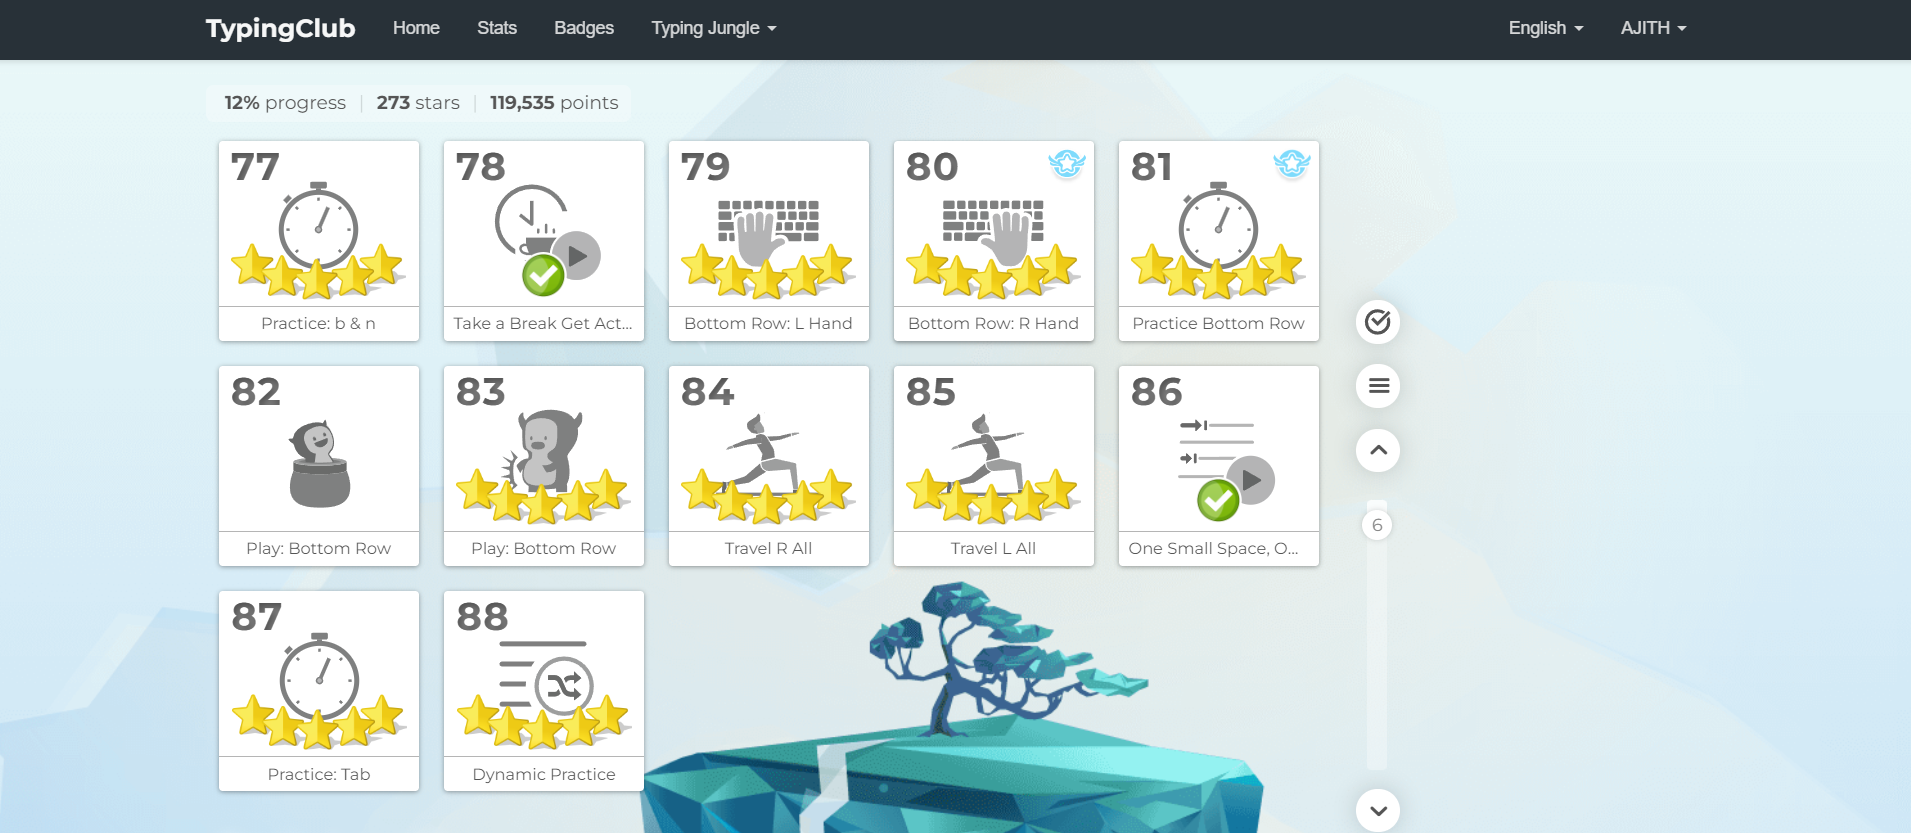 TypingClub Home Stats Badges Typing Jungle English AJITH
12% progress 273 stars 119,535 points
77 78 79 80 81
Practice: b & n Take a Break Get Act... Bottom Row: L Hand Bottom Row: R Hand Practice Bottom Row
82 83 84 85 86
Play: Bottom Row Play: Bottom Row Travel R All Travel L All One Small Space, O...
6
87 88
Practice: Tab Dynamic Practice